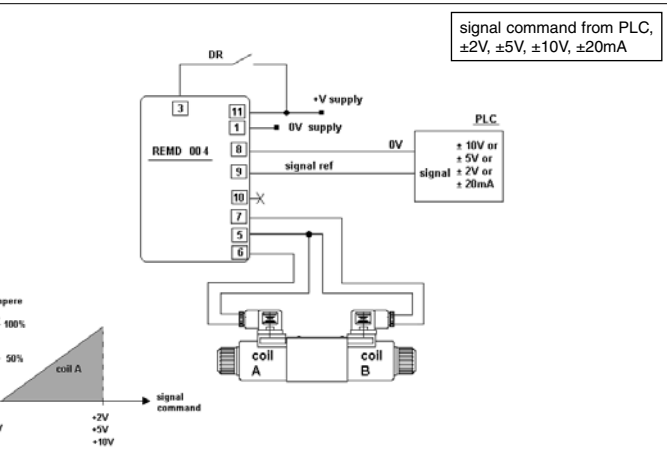 signal command from PLC,
±2V, ±5V, ±10V, ±20mA
DR
3
11
+V supply
1
0V supply
PLC
REMD 00 4
8
0V
± 10V or
± 5V or
9
signal ref
signal
± 2V or
± 20mA
10
7
5
6
100%
50%
coil A
coil
A
coil
B
signal
command
+2V
+5V
+10V